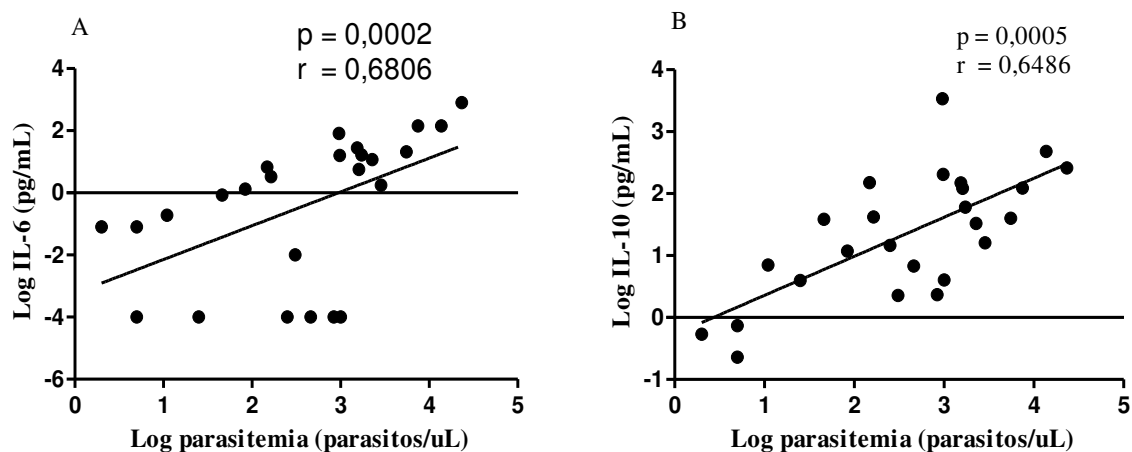 A
p = 0,0002
r = 0,6806
4
2
0
-2
-4
-6
Log IL-6 (pg/mL)
0
1
2
3
4
5
Log parasitemia (parasitos/uL)
B
p = 0,0005
r = 0,6486
4
3
2
1
0
-1
Log IL-10 (pg/mL)
0
1
2
3
4
5
Log parasitemia (parasitos/uL)